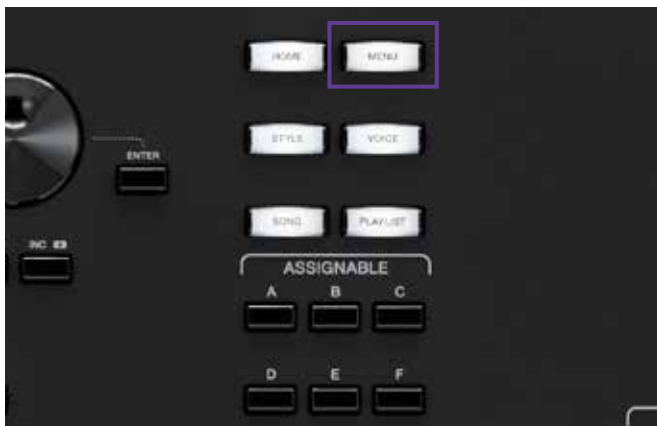 HOME MENU
STYLE VOICE
ENTER
SONG PLAYLIST
INC
ASSIGNABLE
A B C
D E F